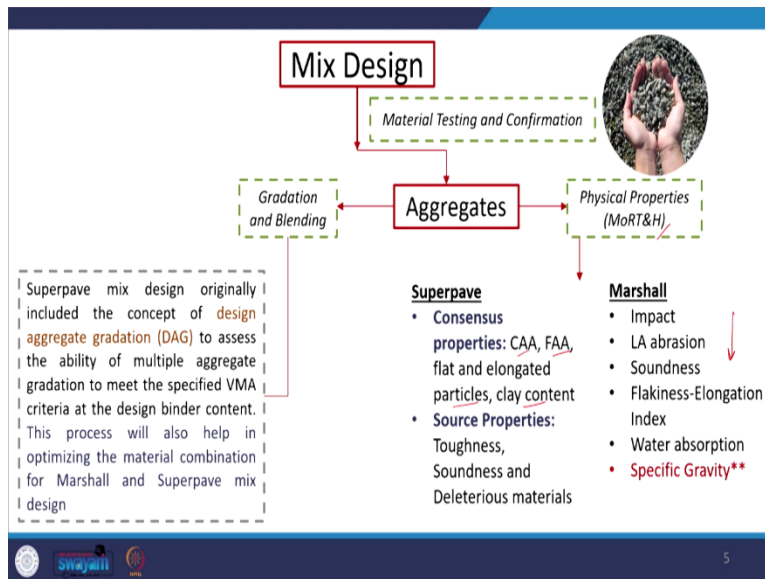 Mix Design
Material Testing and Confirmation
Gradation
and Blending
Aggregates
Physical Properties
(MoRT&H)
Superpave mix design originally
included the concept of design
aggregate gradation (DAG) to assess
the ability of multiple aggregate
gradation to meet the specified VMA
criteria at the design binder content.
This process will also help in
optimizing the material combination
for Marshall and Superpave mix
design
Superpave
• Consensus
properties: CAA, FAA,
flat and elongated
particles, clay content
• Source Properties:
Toughness,
Soundness and
Deleterious materials
Marshall
• Impact
• LA abrasion
• Soundness
• Flakiness-Elongation
Index
• Water absorption
• Specific Gravity**
swayam
5